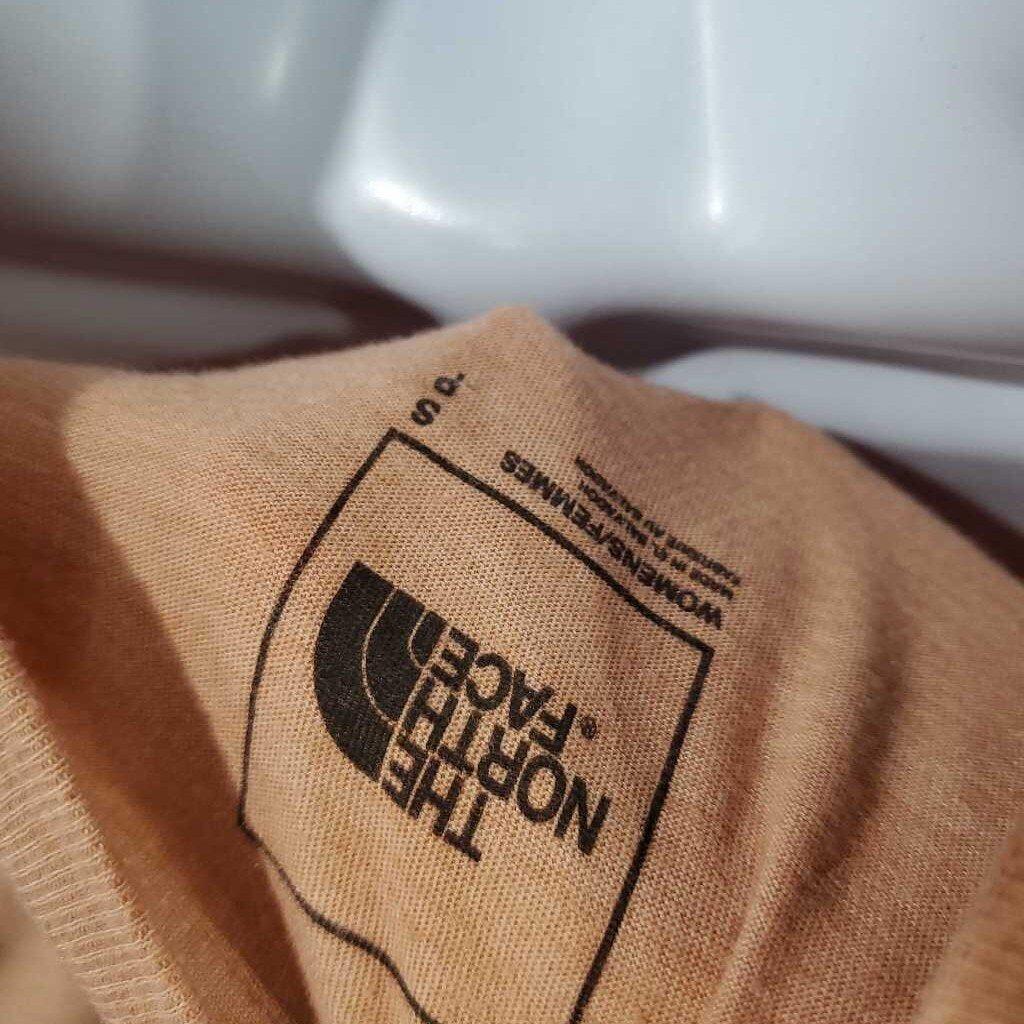 THE
NORTH
FACE®
WOMENS/FEMMES
MADE IN EL SALVADOR
FABRIQUÉ AU SALVADOR
S
P